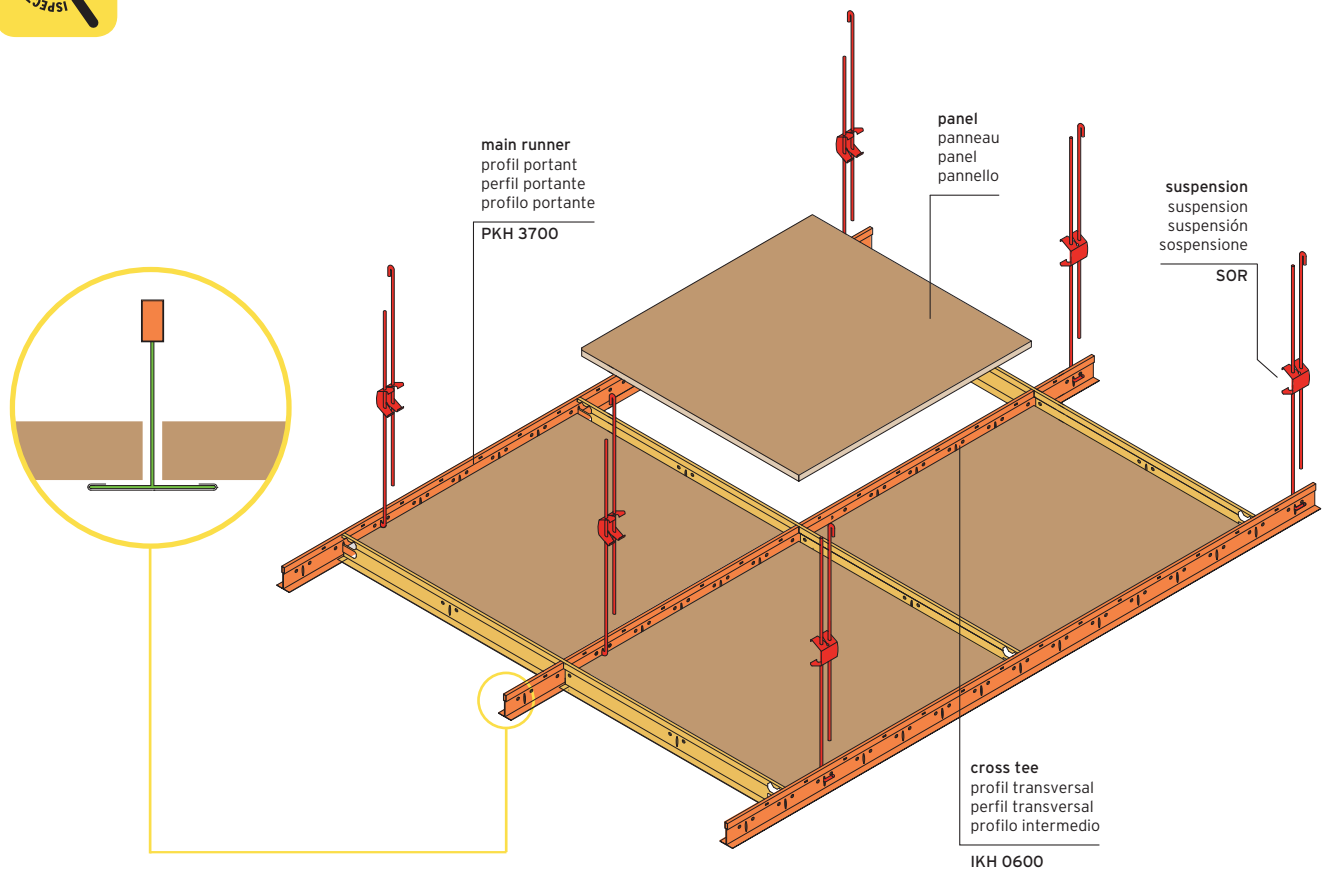 main runner
profil portant
perfil portante
profilo portante
PKH 3700
panel
panneau
panel
pannello
suspension
suspension
suspensión
sospensione
SOR
cross tee
profil transversal
perfil transversal
profilo intermedio
IKH 0600